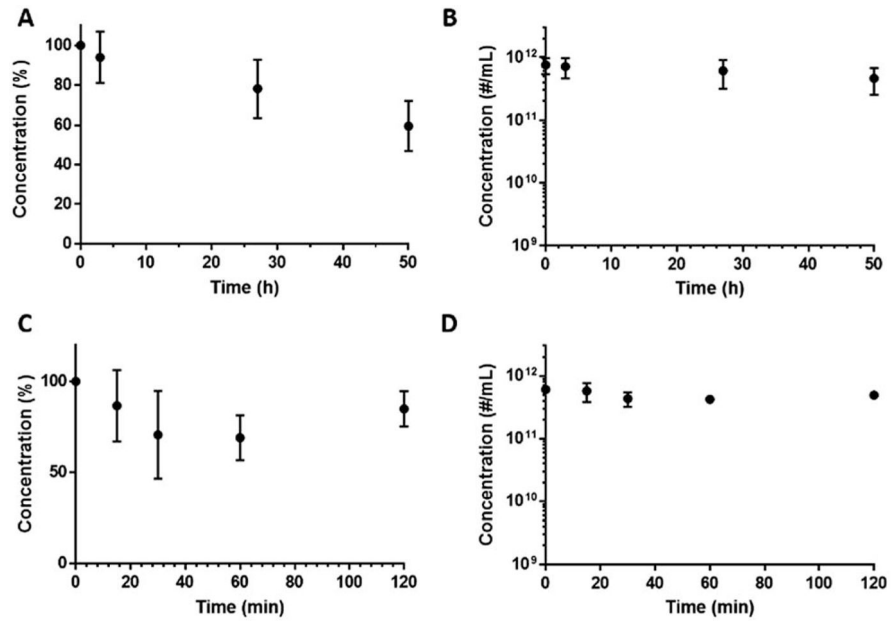 A
Concentration (%)
100
80
60
40
20
0
0 10 20 30 40 50
Time (h)
B
Concentration (#/mL)
10¹²
10¹¹
10¹⁰
10⁹
0 10 20 30 40 50
Time (h)
C
Concentration (%)
100
50
0
0 20 40 60 80 100 120
Time (min)
D
Concentration (#/mL)
10¹²
10¹¹
10¹⁰
10⁹
0 20 40 60 80 100 120
Time (min)